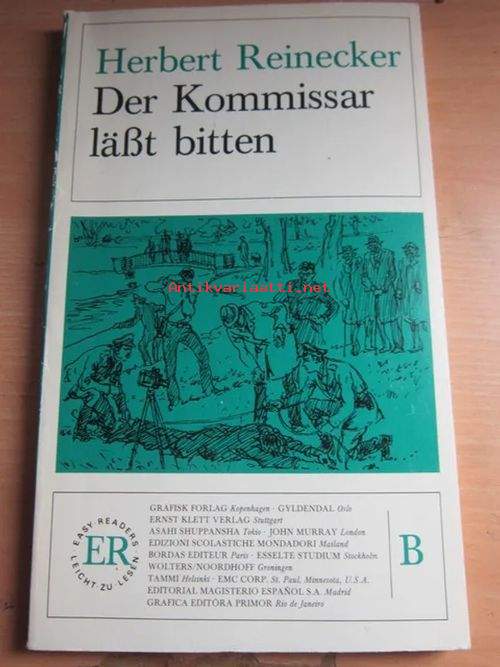 Herbert Reinecker
Der Kommissar
läßt bitten
Antikvariaatti.net
EASY READERS
ER
LEICHT ZU LESEN
GRAFISK FORLAG Kopenhagen · GYLDENDAL Oslo
ERNST KLETT VERLAG Stuttgart
ASAHI SHUPPANSHA Tokio · JOHN MURRAY London
EDIZIONI SCOLASTICHE MONDADORI Mailand
BORDAS EDITEUR Paris · ESSELTE STUDIUM Stockholm
WOLTERS/NOORDHOFF Groningen
TAMMI Helsinki · EMC CORP. St. Paul, Minnesota, U.S.A.
EDITORIAL MAGISTERIO ESPAÑOL S.A. Madrid
GRAFICA EDITÔRA PRIMOR Rio de Janeiro
B